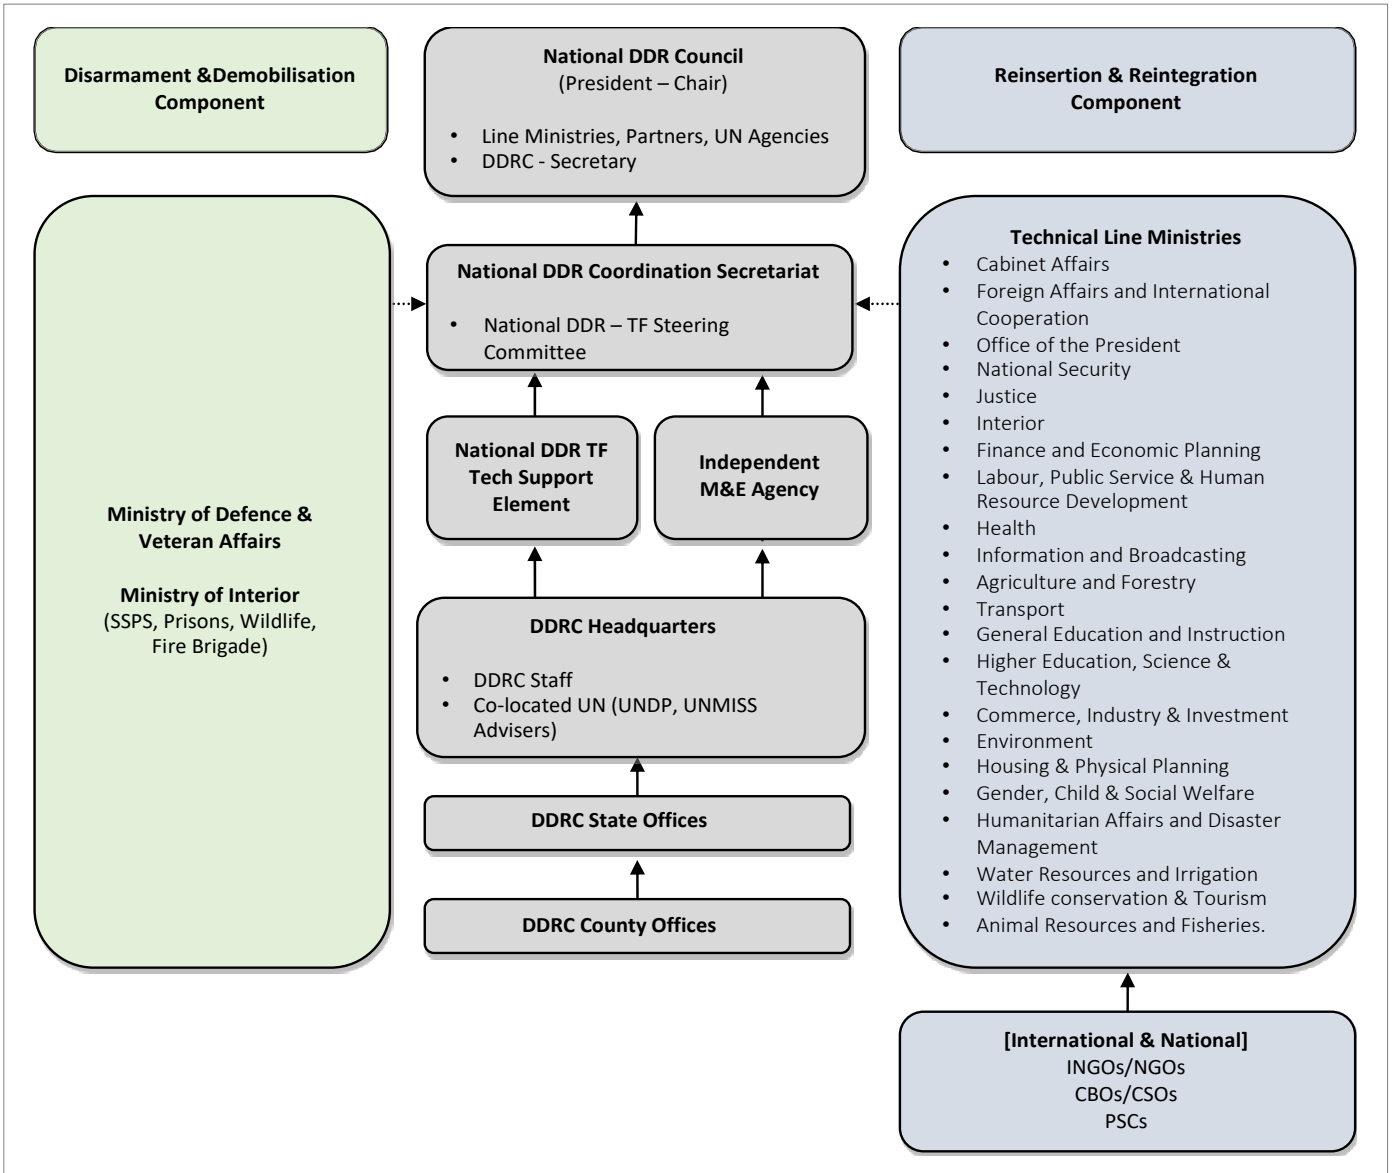 Disarmament &Demobilisation
Component
National DDR Council
(President – Chair)
• Line Ministries, Partners, UN Agencies
• DDRC - Secretary
Reinsertion & Reintegration
Component
Ministry of Defence &
Veteran Affairs
Ministry of Interior
(SSPS, Prisons, Wildlife,
Fire Brigade)
National DDR Coordination Secretariat
• National DDR – TF Steering
Committee
National DDR TF
Tech Support
Element
Independent
M&E Agency
DDRC Headquarters
• DDRC Staff
• Co-located UN (UNDP, UNMISS
Advisers)
DDRC State Offices
DDRC County Offices
Technical Line Ministries
• Cabinet Affairs
• Foreign Affairs and International
Cooperation
• Office of the President
• National Security
• Justice
• Interior
• Finance and Economic Planning
• Labour, Public Service & Human
Resource Development
• Health
• Information and Broadcasting
• Agriculture and Forestry
• Transport
• General Education and Instruction
• Higher Education, Science &
Technology
• Commerce, Industry & Investment
• Environment
• Housing & Physical Planning
• Gender, Child & Social Welfare
• Humanitarian Affairs and Disaster
Management
• Water Resources and Irrigation
• Wildlife conservation & Tourism
• Animal Resources and Fisheries.
[International & National]
INGOs/NGOs
CBOs/CSOs
PSCs